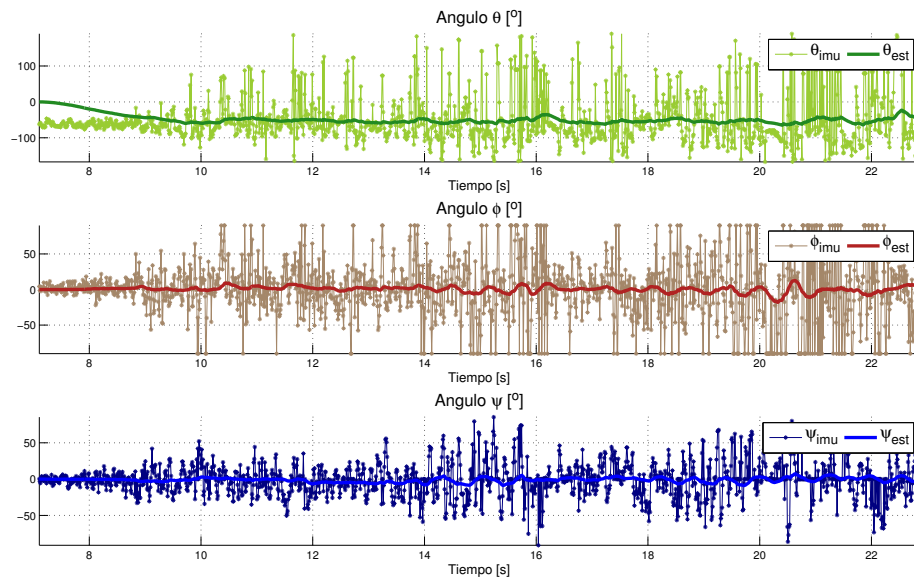 Angulo θ [°]
θimu θest
100
0
−100
8 10 12 14 16 18 20 22
Tiempo [s]
Angulo ϕ [°]
ϕimu ϕest
50
0
−50
8 10 12 14 16 18 20 22
Tiempo [s]
Angulo ψ [°]
ψimu ψest
50
0
−50
8 10 12 14 16 18 20 22
Tiempo [s]